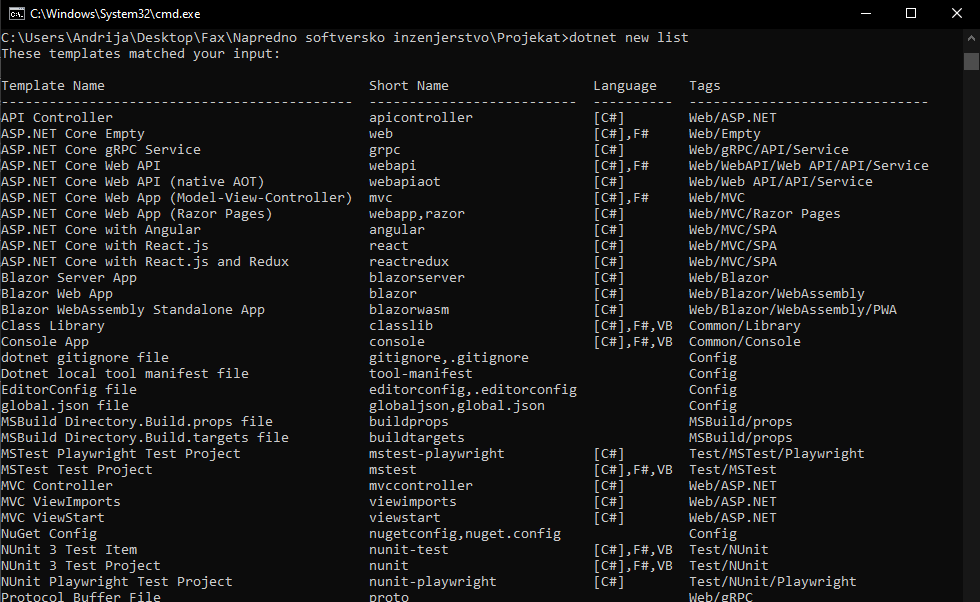 C:\Windows\System32\cmd.exe
C:\Users\Andrija\Desktop\Fax\Napredno softversko inzenjerstvo\Projekat>dotnet new list
These templates matched your input:
Template Name Short Name Language Tags
-------------------------------------------- -------------------------- ---------- ------------------------------
API Controller apicontroller [C#] Web/ASP.NET
ASP.NET Core Empty web [C#],F# Web/Empty
ASP.NET Core gRPC Service grpc [C#] Web/gRPC/API/Service
ASP.NET Core Web API webapi [C#],F# Web/WebAPI/Web API/API/Service
ASP.NET Core Web API (native AOT) webapiaot [C#] Web/Web API/API/Service
ASP.NET Core Web App (Model-View-Controller) mvc [C#],F# Web/MVC
ASP.NET Core Web App (Razor Pages) webapp,razor [C#] Web/MVC/Razor Pages
ASP.NET Core with Angular angular [C#] Web/MVC/SPA
ASP.NET Core with React.js react [C#] Web/MVC/SPA
ASP.NET Core with React.js and Redux reactredux [C#] Web/MVC/SPA
Blazor Server App blazorserver [C#] Web/Blazor
Blazor Web App blazor [C#] Web/Blazor/WebAssembly
Blazor WebAssembly Standalone App blazorwasm [C#] Web/Blazor/WebAssembly/PWA
Class Library classlib [C#],F#,VB Common/Library
Console App console [C#],F#,VB Common/Console
dotnet gitignore file gitignore,.gitignore Config
Dotnet local tool manifest file tool-manifest Config
EditorConfig file editorconfig,.editorconfig Config
global.json file globaljson,global.json Config
MSBuild Directory.Build.props file buildprops MSBuild/props
MSBuild Directory.Build.targets file buildtargets MSBuild/props
MSTest Playwright Test Project mstest-playwright [C#] Test/MSTest/Playwright
MSTest Test Project mstest [C#],F#,VB Test/MSTest
MVC Controller mvccontroller [C#] Web/ASP.NET
MVC ViewImports viewimports [C#] Web/ASP.NET
MVC ViewStart viewstart [C#] Web/ASP.NET
NuGet Config nugetconfig,nuget.config Config
NUnit 3 Test Item nunit-test [C#],F#,VB Test/NUnit
NUnit 3 Test Project nunit [C#],F#,VB Test/NUnit
NUnit Playwright Test Project nunit-playwright [C#] Test/NUnit/Playwright
Protocol Buffer File proto Web/gRPC